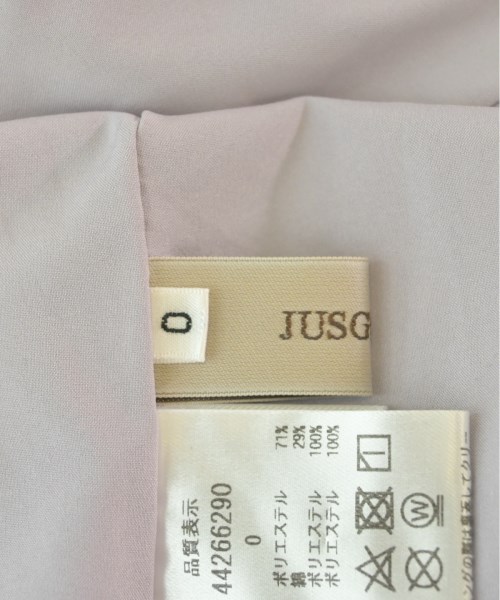 0
JUSG
品質表示
44266290
0
ポリエステル 71%
綿 29%
ポリエステル 100%
ポリエステル 100%
W